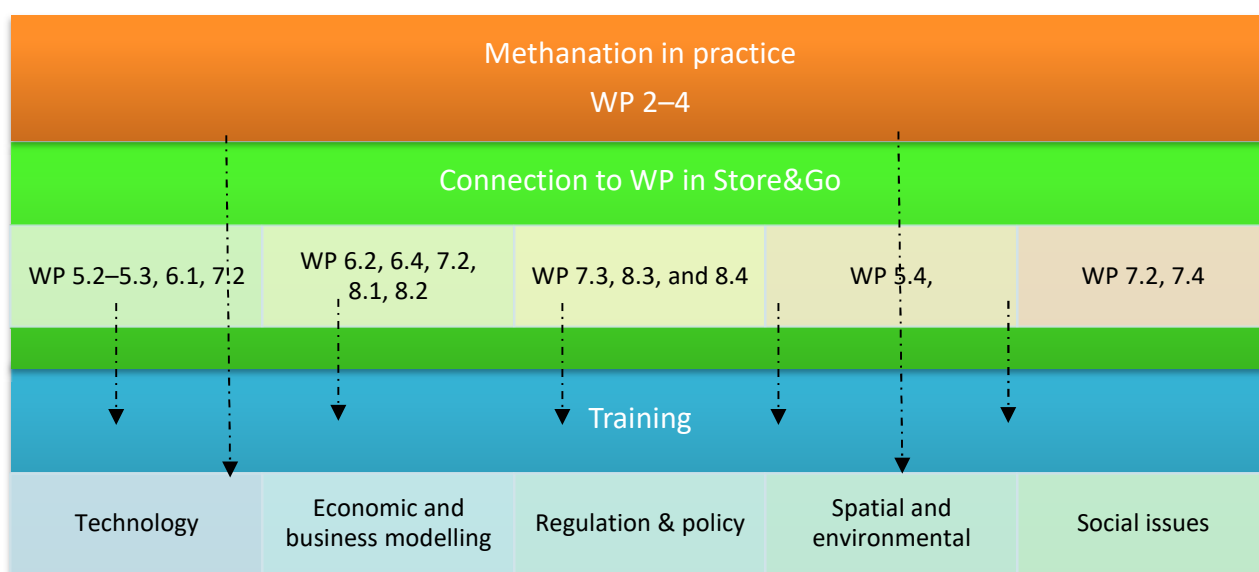 Methanation in practice
WP 2–4
Connection to WP in Store&Go
WP 5.2–5.3, 6.1, 7.2
WP 6.2, 6.4, 7.2,
8.1, 8.2
WP 7.3, 8.3, and 8.4
WP 5.4,
WP 7.2, 7.4
Training
Technology
Economic and
business modelling
Regulation & policy
Spatial and
environmental
Social issues